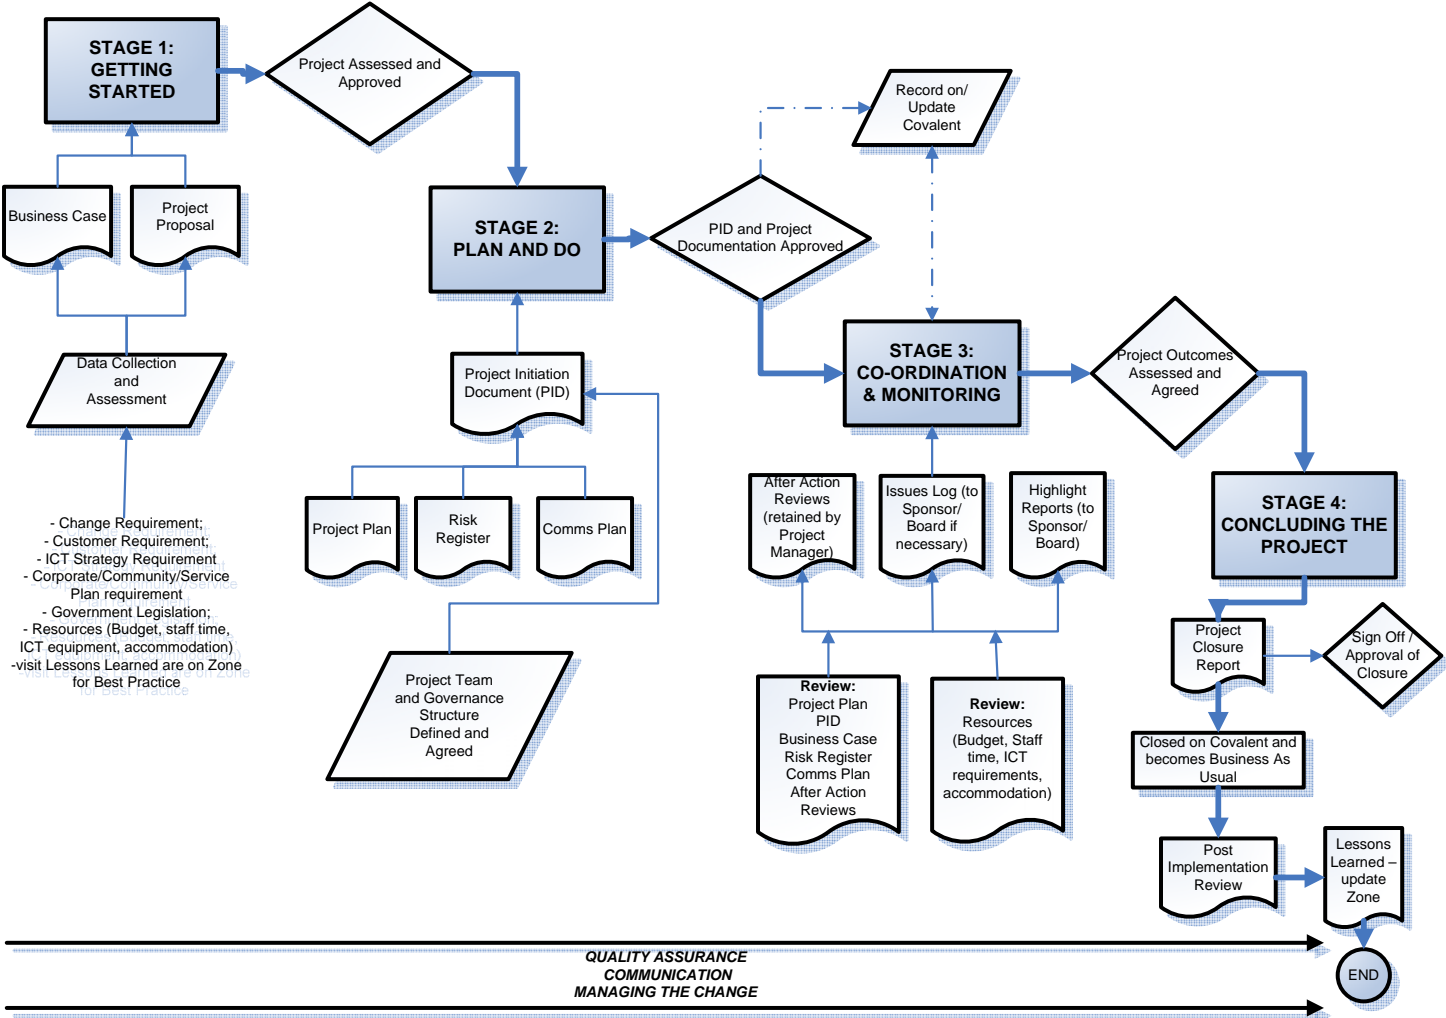 STAGE 1:
GETTING
STARTED
Project Assessed and
Approved
Record on/
Update
Covalent
Business Case
Project
Proposal
STAGE 2:
PLAN AND DO
PID and Project
Documentation Approved
Data Collection
and
Assessment
Project Initiation
Document (PID)
STAGE 3:
CO-ORDINATION
& MONITORING
Project Outcomes
Assessed and
Agreed
- Change Requirement;
- Customer Requirement;
- ICT Strategy Requirement
- Corporate/Community/Service
Plan requirement
- Government Legislation;
- Resources (Budget, staff time,
ICT equipment, accommodation)
-visit Lessons Learned are on Zone
for Best Practice
Project Plan
Risk
Register
Comms Plan
After Action
Reviews
(retained by
Project
Manager)
Issues Log (to
Sponsor/
Board if
necessary)
Highlight
Reports (to
Sponsor/
Board)
STAGE 4:
CONCLUDING THE
PROJECT
Project Team
and Governance
Structure
Defined and
Agreed
Review:
Project Plan
PID
Business Case
Risk Register
Comms Plan
After Action
Reviews
Review:
Resources
(Budget, Staff
time, ICT
requirements,
accommodation)
Project
Closure
Report
Sign Off /
Approval of
Closure
Closed on Covalent and
becomes Business As
Usual
Post
Implementation
Review
Lessons
Learned –
update
Zone
END
QUALITY ASSURANCE
COMMUNICATION
MANAGING THE CHANGE